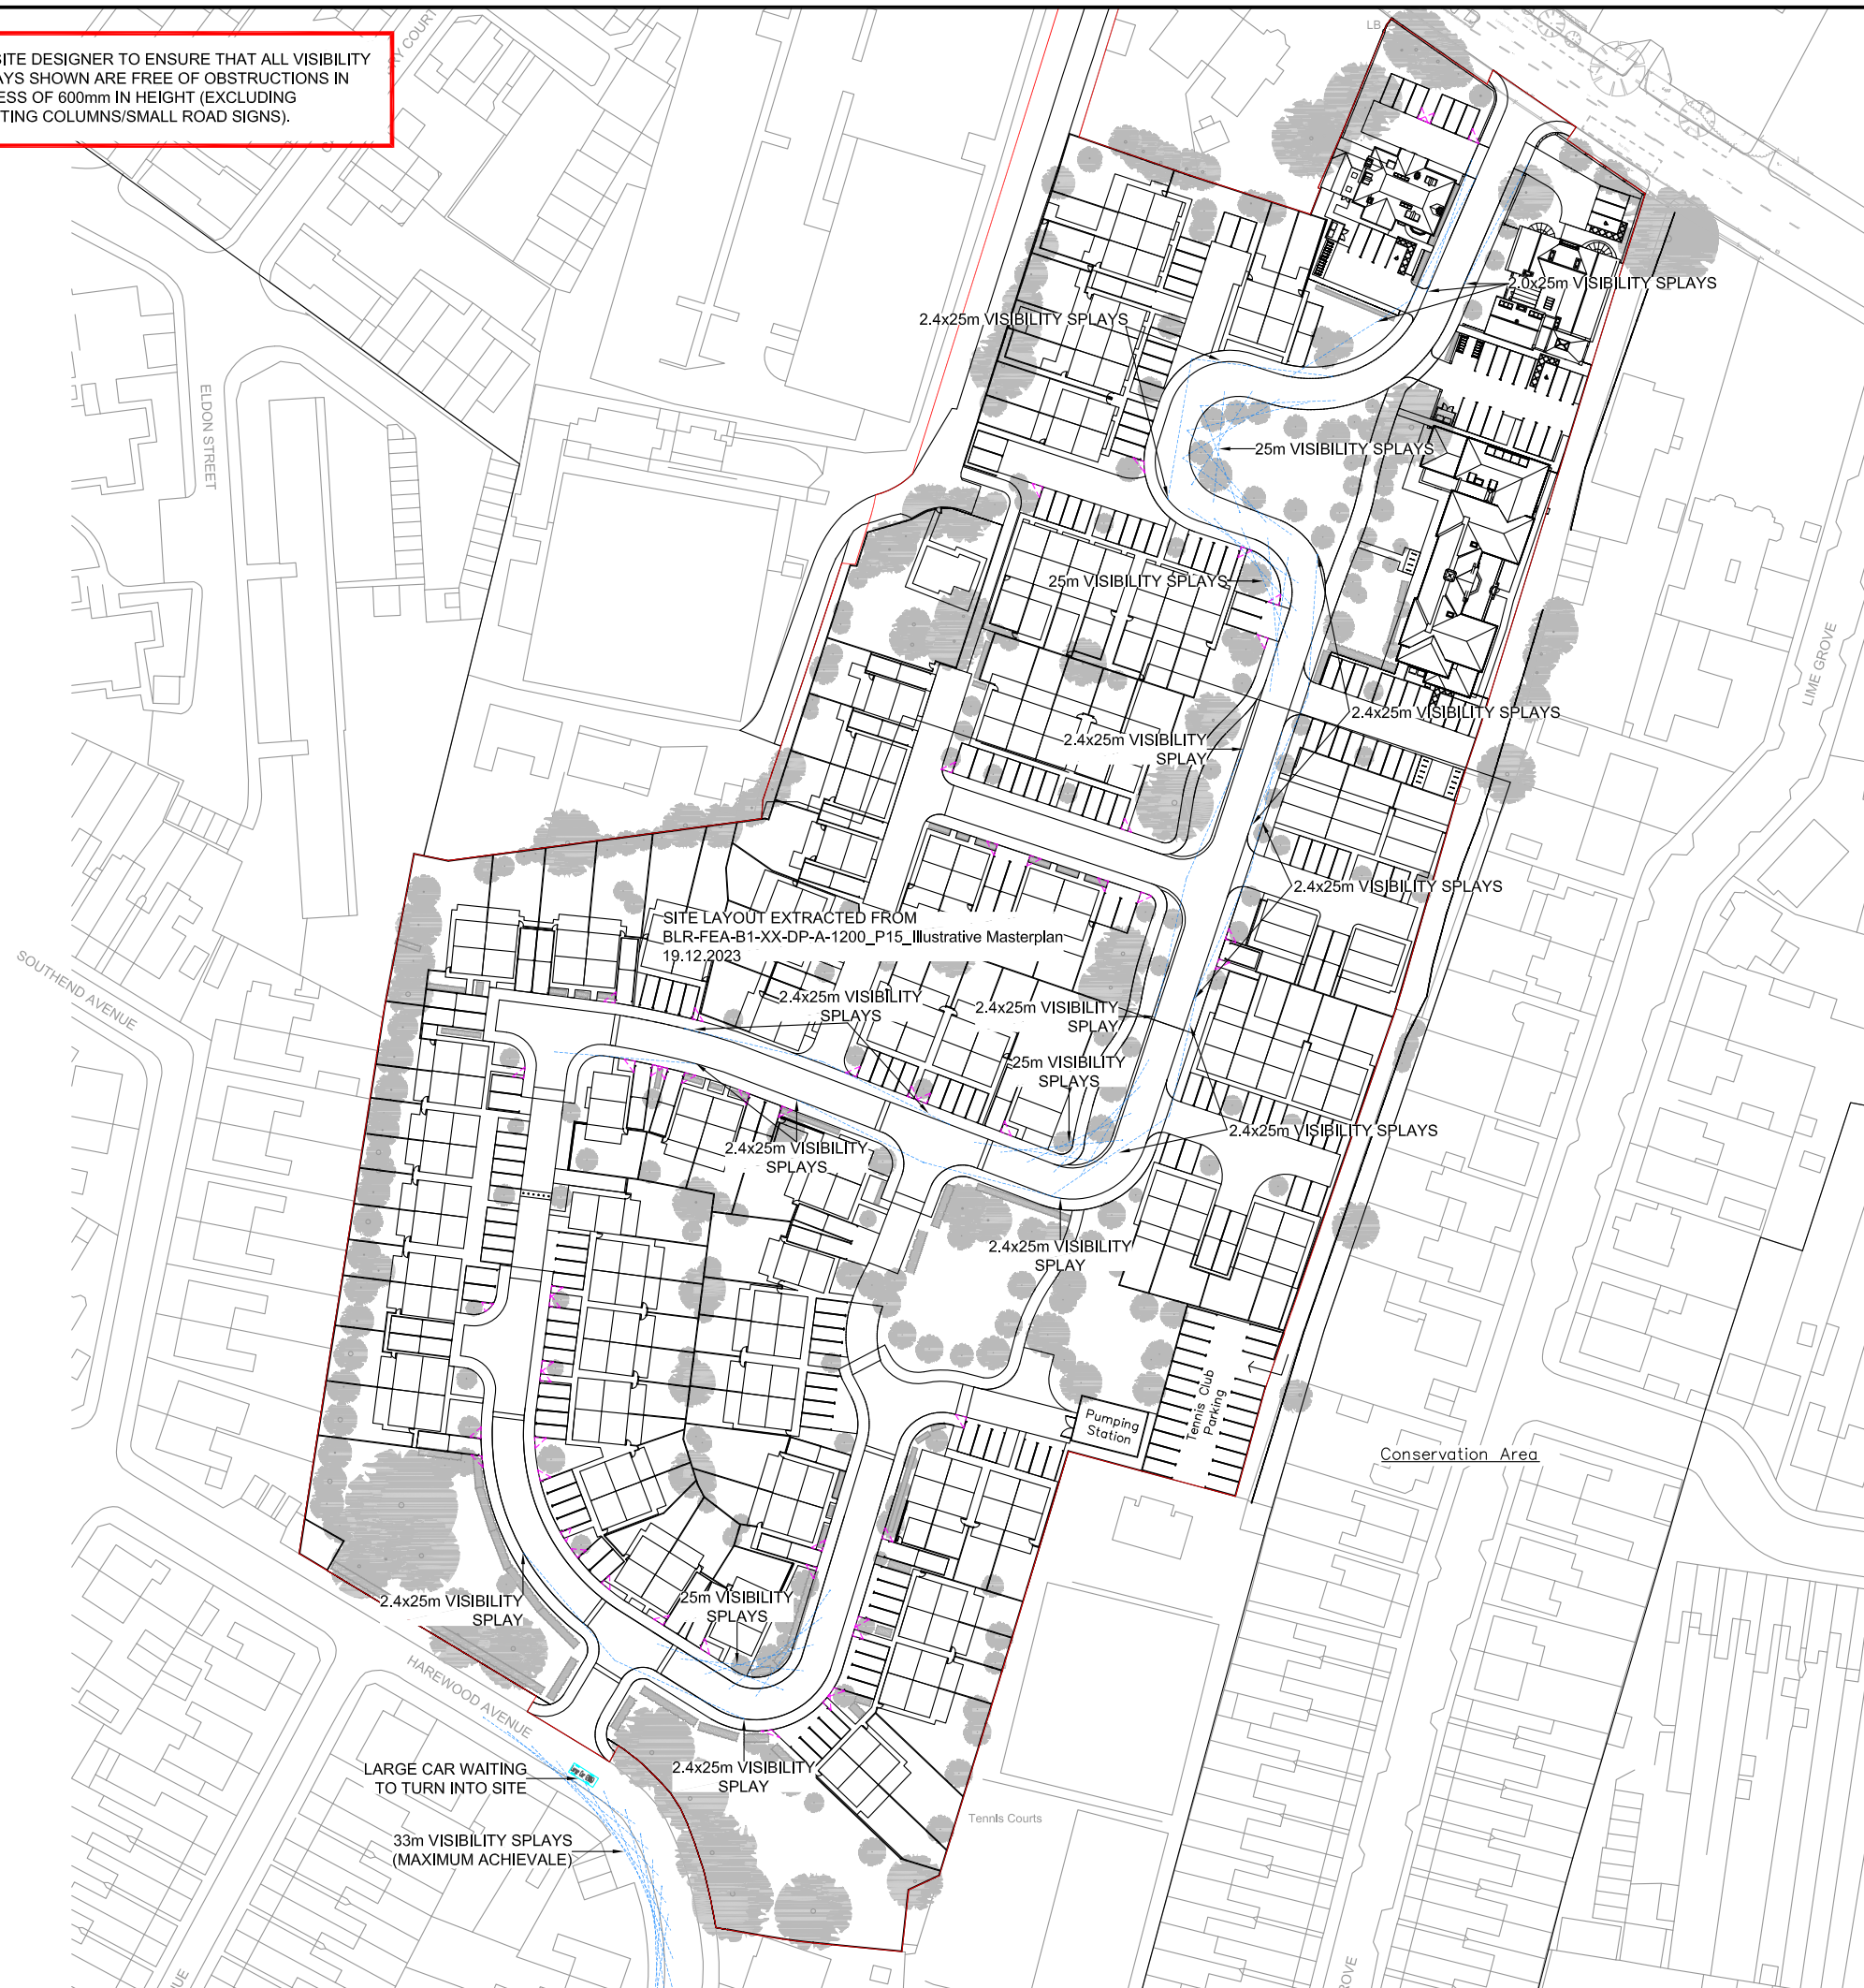 SITE DESIGNER TO ENSURE THAT ALL VISIBILITY
SHOWN ARE FREE OF OBSTRUCTIONS IN
OF 600mm IN HEIGHT (EXCLUDING
COLUMNS/SMALL ROAD SIGNS).
COURT
LB
2.0x25m VISIBILITY SPLAYS
2.4x25m VISIBILITY SPLAYS
ELDON STREET
25m VISIBILITY SPLAYS
25m VISIBILITY SPLAYS
LIME GROVE
2.4x25m VISIBILITY SPLAYS
2.4x25m VISIBILITY
SPLAY
2.4x25m VISIBILITY SPLAYS
SITE LAYOUT EXTRACTED FROM
BLR-FEA-B1-XX-DP-A-1200_P15_Illustrative Masterplan
19.12.2023
SOUTHEND AVENUE
2.4x25m VISIBILITY
SPLAYS
2.4x25m VISIBILITY
SPLAY
25m VISIBILITY
SPLAYS
2.4x25m VISIBILITY SPLAYS
2.4x25m VISIBILITY
SPLAYS
2.4x25m VISIBILITY
SPLAY
Tennis Club
Parking
Pumping
Station
Conservation Area
2.4x25m VISIBILITY
SPLAY
25m VISIBILITY
SPLAYS
HAREWOOD AVENUE
LARGE CAR WAITING
TO TURN INTO SITE
2.4x25m VISIBILITY
SPLAY
Tennis Courts
33m VISIBILITY SPLAYS
(MAXIMUM ACHIEVALE)